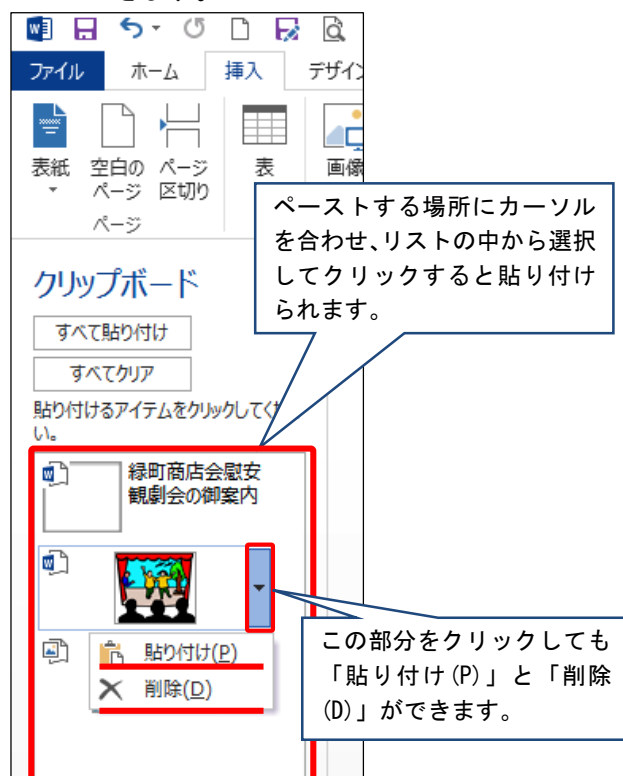 ファイル ホーム 挿入 デザイ
表紙 空白の ページ 表 画像
ページ 区切り
ページ
ペーストする場所にカーソル
を合わせ、リストの中から選択
してクリックすると貼り付け
られます。
クリップボード
すべて貼り付け
すべてクリア
貼り付けるアイテムをクリックしてくだ
い。
緑町商店会慰安
観劇会の御案内
貼り付け(P)
削除(D)
この部分をクリックしても
「貼り付け(P)」と「削除
(D)」ができます。